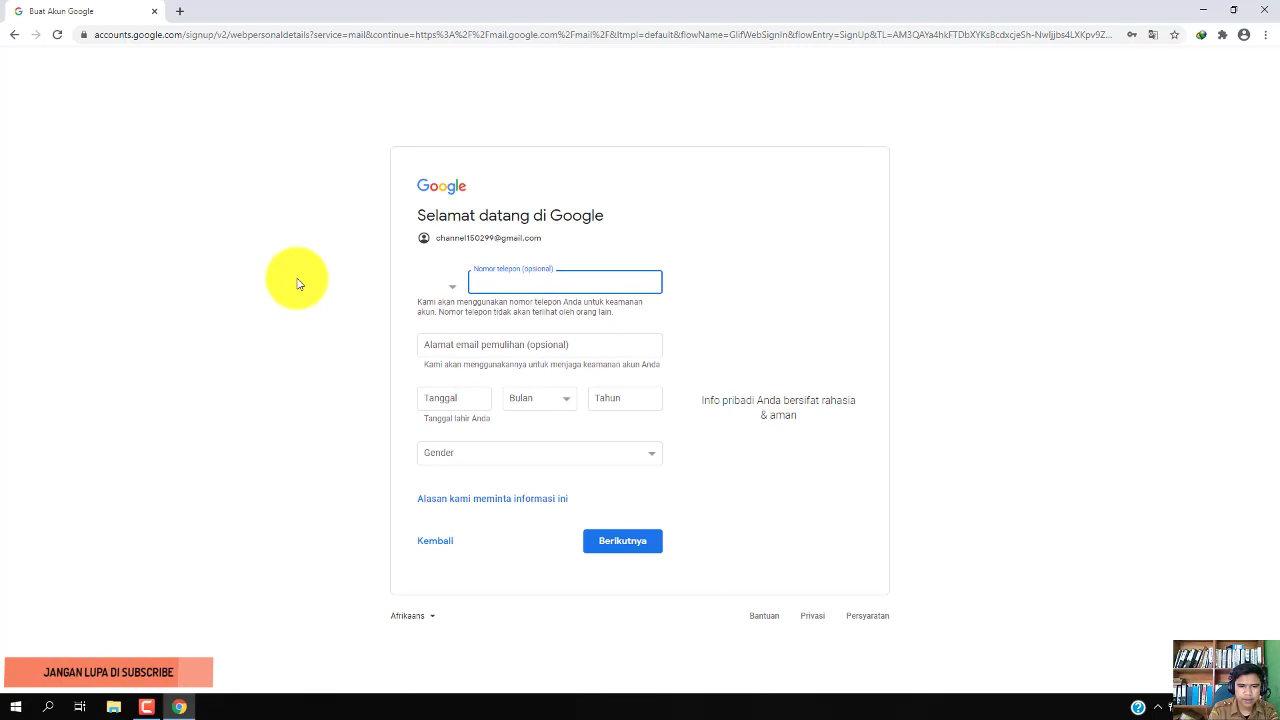 Buat Akun Google
accounts.google.com/signup/v2/webpersonaldetails?service=mail&continue=https%3A%2F%2Fmail.google.com%2Fmail%2F&ltmpl=default&flowName=GlifWebSignIn&flowEntry=SignUp&TL=
Google
Selamat datang di Google
channel150299@gmail.com
Nomor telepon (opsional)
Kami akan menggunakan nomor telepon Anda untuk keamanan
akun. Nomor telepon tidak akan terlihat oleh orang lain.
Alamat email pemulihan (opsional)
Kami akan menggunakannya untuk menjaga keamanan akun Anda
Tanggal
Bulan
Tahun
Tanggal lahir Anda
Info pribadi Anda bersifat rahasia
& aman
Gender
Alasan kami meminta informasi ini
Kembali
Berikutnya
Afrikaans
Bantuan
Privasi
Persyaratan
JANGAN LUPA DI SUBSCRIBE